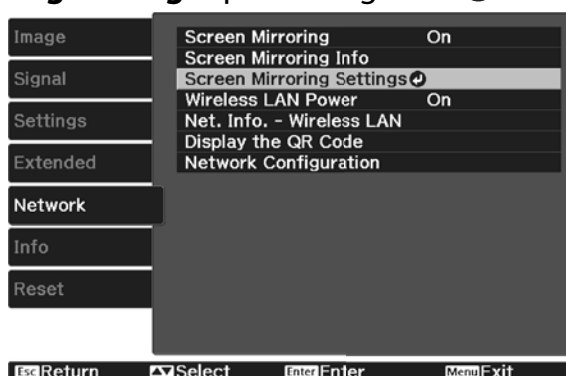 Image
Signal
Settings
Extended
Network
Info
Reset
Screen Mirroring On
Screen Mirroring Info
Screen Mirroring Settings
Wireless LAN Power On
Net. Info. - Wireless LAN
Display the QR Code
Network Configuration
Esc Return Select Enter Enter Menu Exit